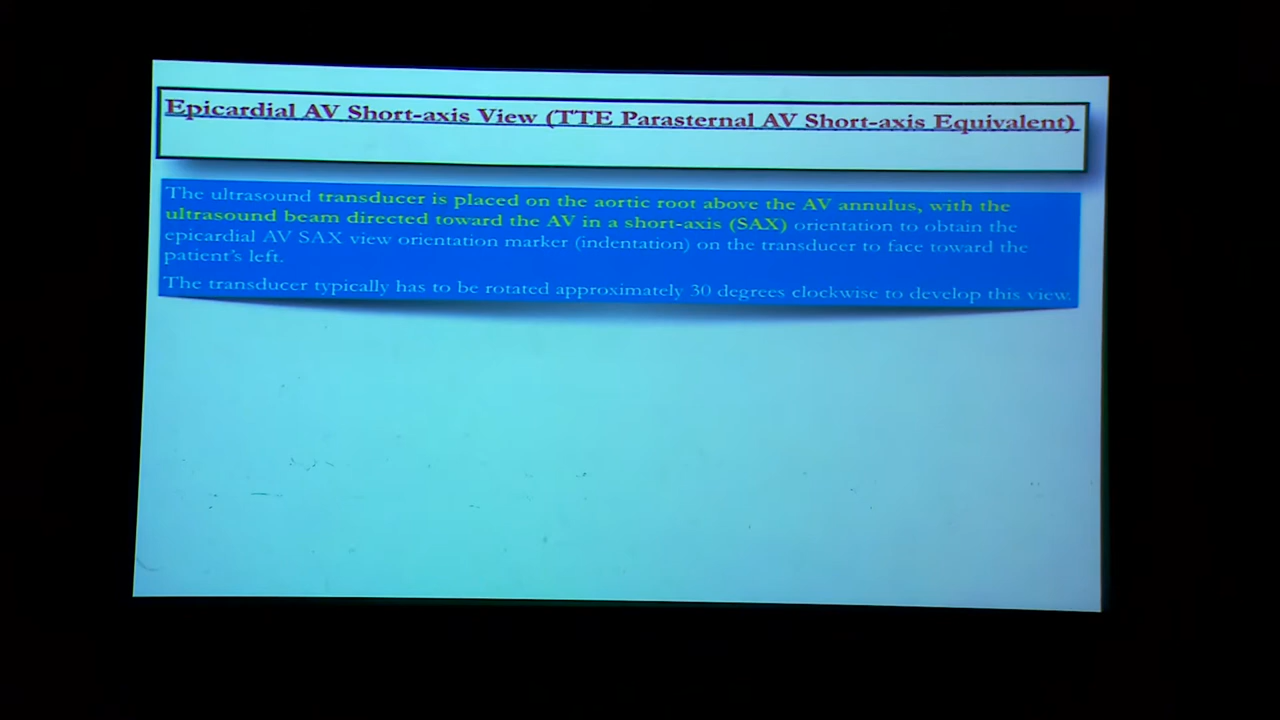 Epicardial AV Short-axis View (TTE Parasternal AV Short-axis Equivalent)
The ultrasound transducer is placed on the aortic root above the AV annulus, with the
ultrasound beam directed toward the AV in a short-axis (SAX) orientation to obtain the
epicardial AV SAX view orientation marker (indentation) on the transducer to face toward the
patient's left.
The transducer typically has to be rotated approximately 30 degrees clockwise to develop this view.